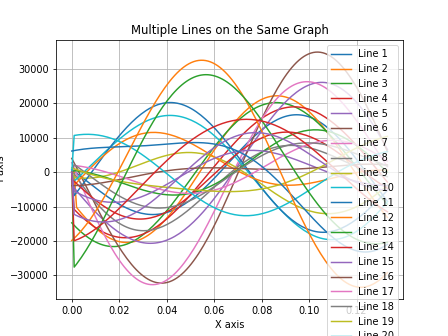 Multiple Lines on the Same Graph
30000
20000
10000
0
−10000
−20000
−30000
axis
0.00
0.02
0.04
0.06
0.08
0.10
X axis
Line 1
Line 2
Line 3
Line 4
Line 5
Line 6
Line 7
Line 8
Line 9
Line 10
Line 11
Line 12
Line 13
Line 14
Line 15
Line 16
Line 17
Line 18
Line 19
Line 20